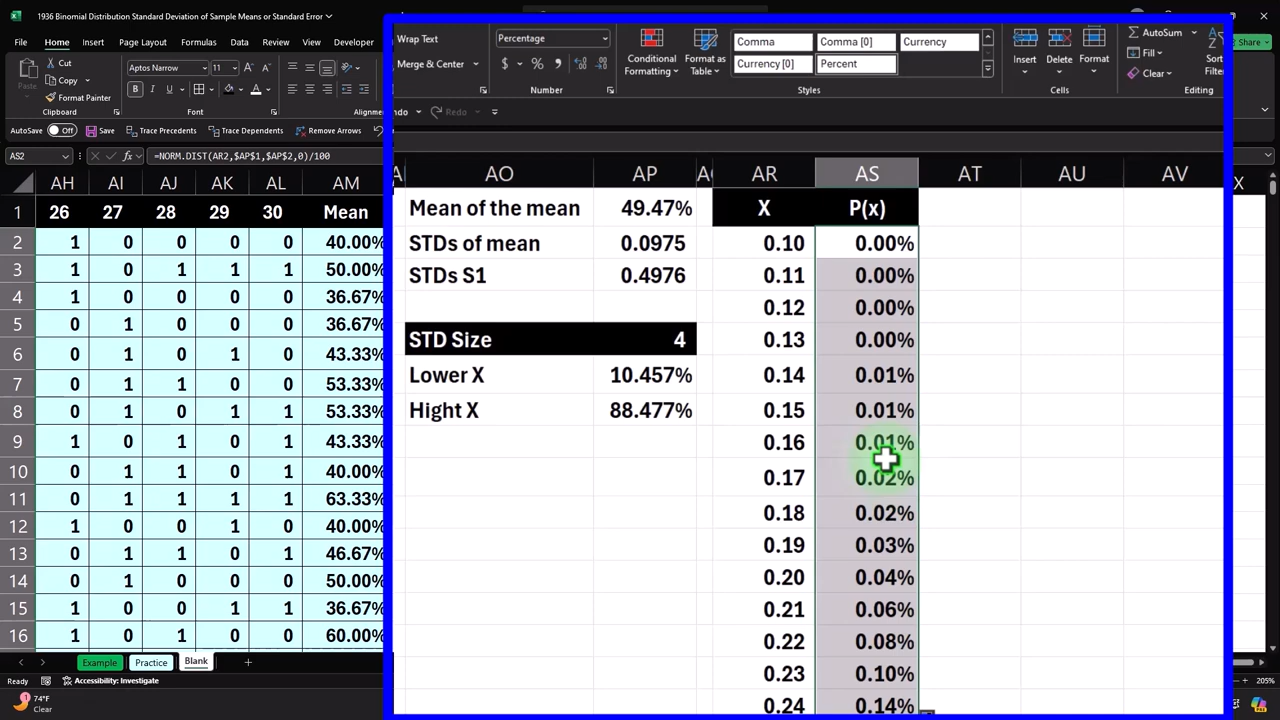 1936 Binomial Distribution Standard Deviation of Sample Means or Standard Error
File Home Insert
Share
Cut
Copy
Format Painter
Clipboard
Aptos Narrow 11
B I U
Font
Alignment
Wrap Text
Merge & Center
Percentage
$ % ,
Number
Conditional Formatting
Format as Table
Comma Comma [0] Currency
Currency [0] Percent
Styles
Insert Delete Format
Cells
AutoSum
Fill
Clear
Sort
Filter
Editing
AutoSave Off Save Trace Precedents Trace Dependents Remove Arrows
Redo
AS2 =NORM.DIST(AR2,$AP$1,$AP$2,0)/100
AH AI AJ AK AL AM
1 26 27 28 29 30 Mean
2 1 0 0 0 0 40.00%
3 1 0 1 1 1 50.00%
4 1 0 0 0 0 36.67%
5 0 1 0 0 0 36.67%
6 0 1 1 0 1 43.33%
7 0 1 1 0 0 53.33%
8 0 1 0 1 1 53.33%
9 0 1 0 0 1 43.33%
10 0 1 1 0 0 40.00%
11 1 1 1 0 1 63.33%
12 1 0 0 1 0 40.00%
13 0 1 1 0 1 46.67%
14 0 1 1 0 0 50.00%
15 1 0 0 1 1 36.67%
16 1 0 1 0 0 60.00%
AO AP AR AS AT AU AV
Mean of the mean 49.47% X P(x)
STDs of mean 0.0975 0.10 0.00%
STDs S1 0.4976 0.11 0.00%
0.12 0.00%
STD Size 4 0.13 0.00%
Lower X 10.457% 0.14 0.01%
Hight X 88.477% 0.15 0.01%
0.16 0.01%
0.17 0.02%
0.18 0.02%
0.19 0.03%
0.20 0.04%
0.21 0.06%
0.22 0.08%
0.23 0.10%
0.24 0.14%
X
Example Practice Blank
Ready Accessibility: Investigate
205%
74°F
Clear